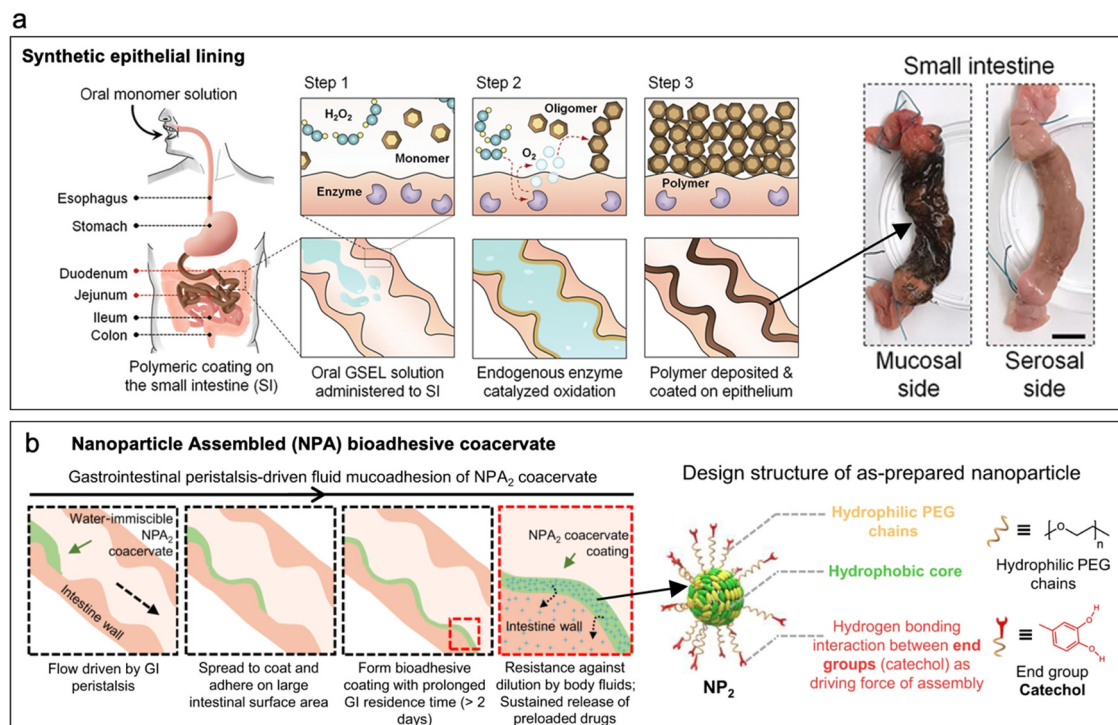 a
Synthetic epithelial lining
Oral monomer solution
Esophagus
Stomach
Duodenum
Jejunum
Ileum
Colon
Polymeric coating on
the small intestine (SI)
Step 1
H₂O₂
Monomer
Enzyme
Oral GSEL solution
administered to SI
Step 2
Oligomer
O₂
Endogenous enzyme
catalyzed oxidation
Step 3
Polymer
Polymer deposited &
coated on epithelium
Small intestine
Mucosal
side
Serosal
side
b
Nanoparticle Assembled (NPA) bioadhesive coacervate
Gastrointestinal peristalsis-driven fluid mucoadhesion of NPA₂ coacervate
Water-immiscible
NPA₂
coacervate
Intestine wall
Flow driven by GI
peristalsis
Spread to coat and
adhere on large
intestinal surface area
Form bioadhesive
coating with prolonged
GI residence time (> 2
days)
NPA₂ coacervate
coating
Intestine wall
Resistance against
dilution by body fluids;
Sustained release of
preloaded drugs
Design structure of as-prepared nanoparticle
NP₂
Hydrophilic PEG
chains
Hydrophobic core
Hydrogen bonding
interaction between end
groups (catechol) as
driving force of assembly
≡
O
n
Hydrophilic PEG
chains
≡
O
H
O
H
End group
Catechol